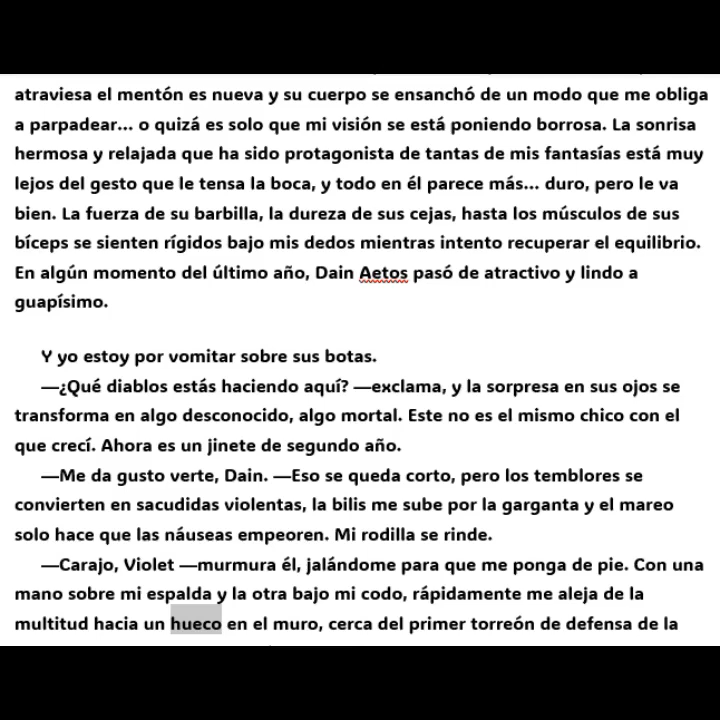 atraviesa el mentón es nueva y su cuerpo se ensanchó de un modo que me obliga
a parpadear... o quizá es solo que mi visión se está poniendo borrosa. La sonrisa
hermosa y relajada que ha sido protagonista de tantas de mis fantasías está muy
lejos del gesto que le tensa la boca, y todo en él parece más... duro, pero le va
bien. La fuerza de su barbilla, la dureza de sus cejas, hasta los músculos de sus
bíceps se sienten rígidos bajo mis dedos mientras intento recuperar el equilibrio.
En algún momento del último año, Dain Aetos pasó de atractivo y lindo a
guapísimo.
Y yo estoy por vomitar sobre sus botas.
—¿Qué diablos estás haciendo aquí? —exclama, y la sorpresa en sus ojos se
transforma en algo desconocido, algo mortal. Este no es el mismo chico con el
que crecí. Ahora es un jinete de segundo año.
—Me da gusto verte, Dain. —Eso se queda corto, pero los temblores se
convierten en sacudidas violentas, la bilis me sube por la garganta y el mareo
solo hace que las náuseas empeoren. Mi rodilla se rinde.
—Carajo, Violet —murmura él, jalándome para que me ponga de pie. Con una
mano sobre mi espalda y la otra bajo mi codo, rápidamente me aleja de la
multitud hacia un hueco en el muro, cerca del primer torreón de defensa de la